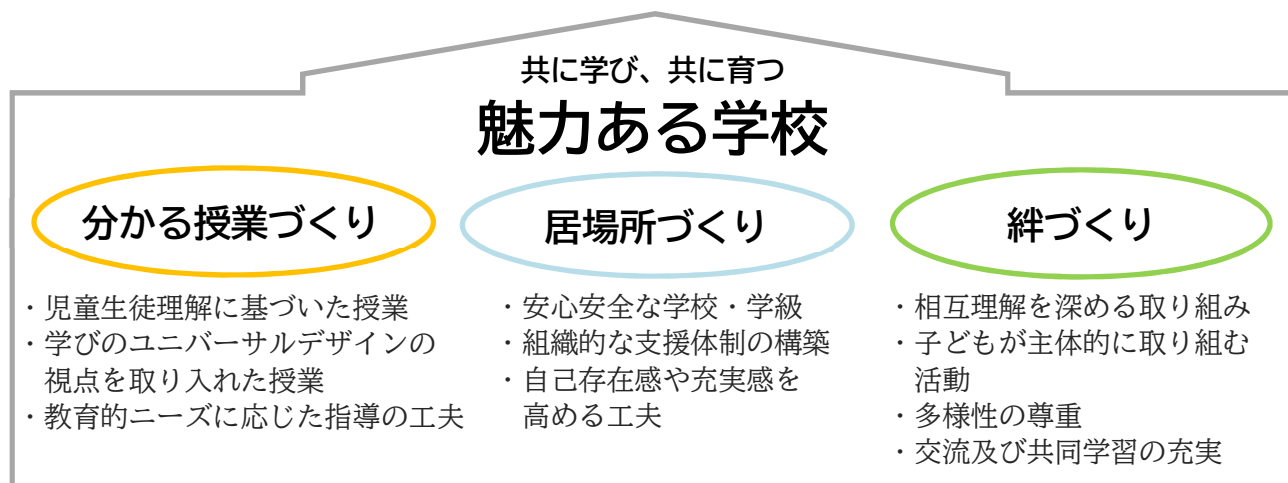 共に学び、共に育つ
魅力ある学校
分かる授業づくり
・児童生徒理解に基づいた授業
・学びのユニバーサルデザインの
視点を取り入れた授業
・教育的ニーズに応じた指導の工夫
居場所づくり
・安心安全な学校・学級
・組織的な支援体制の構築
・自己存在感や充実感を
高める工夫
絆づくり
・相互理解を深める取り組み
・子どもが主体的に取り組む
活動
・多様性の尊重
・交流及び共同学習の充実